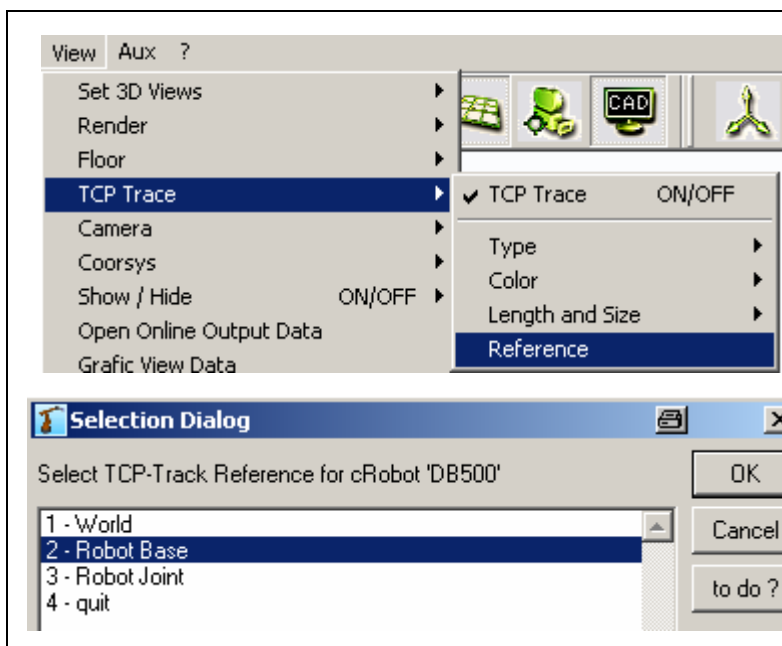 View Aux ?
Set 3D Views
Render
CAD
Floor
TCP Trace
TCP Trace ON/OFF
Camera
Type
Coorsys
Color
Show / Hide ON/OFF
Length and Size
Open Online Output Data
Reference
Grafic View Data
Selection Dialog
Select TCP-Track Reference for cRobot 'DB500'
OK
1 - World
Cancel
2 - Robot Base
3 - Robot Joint
to do ?
4 - quit